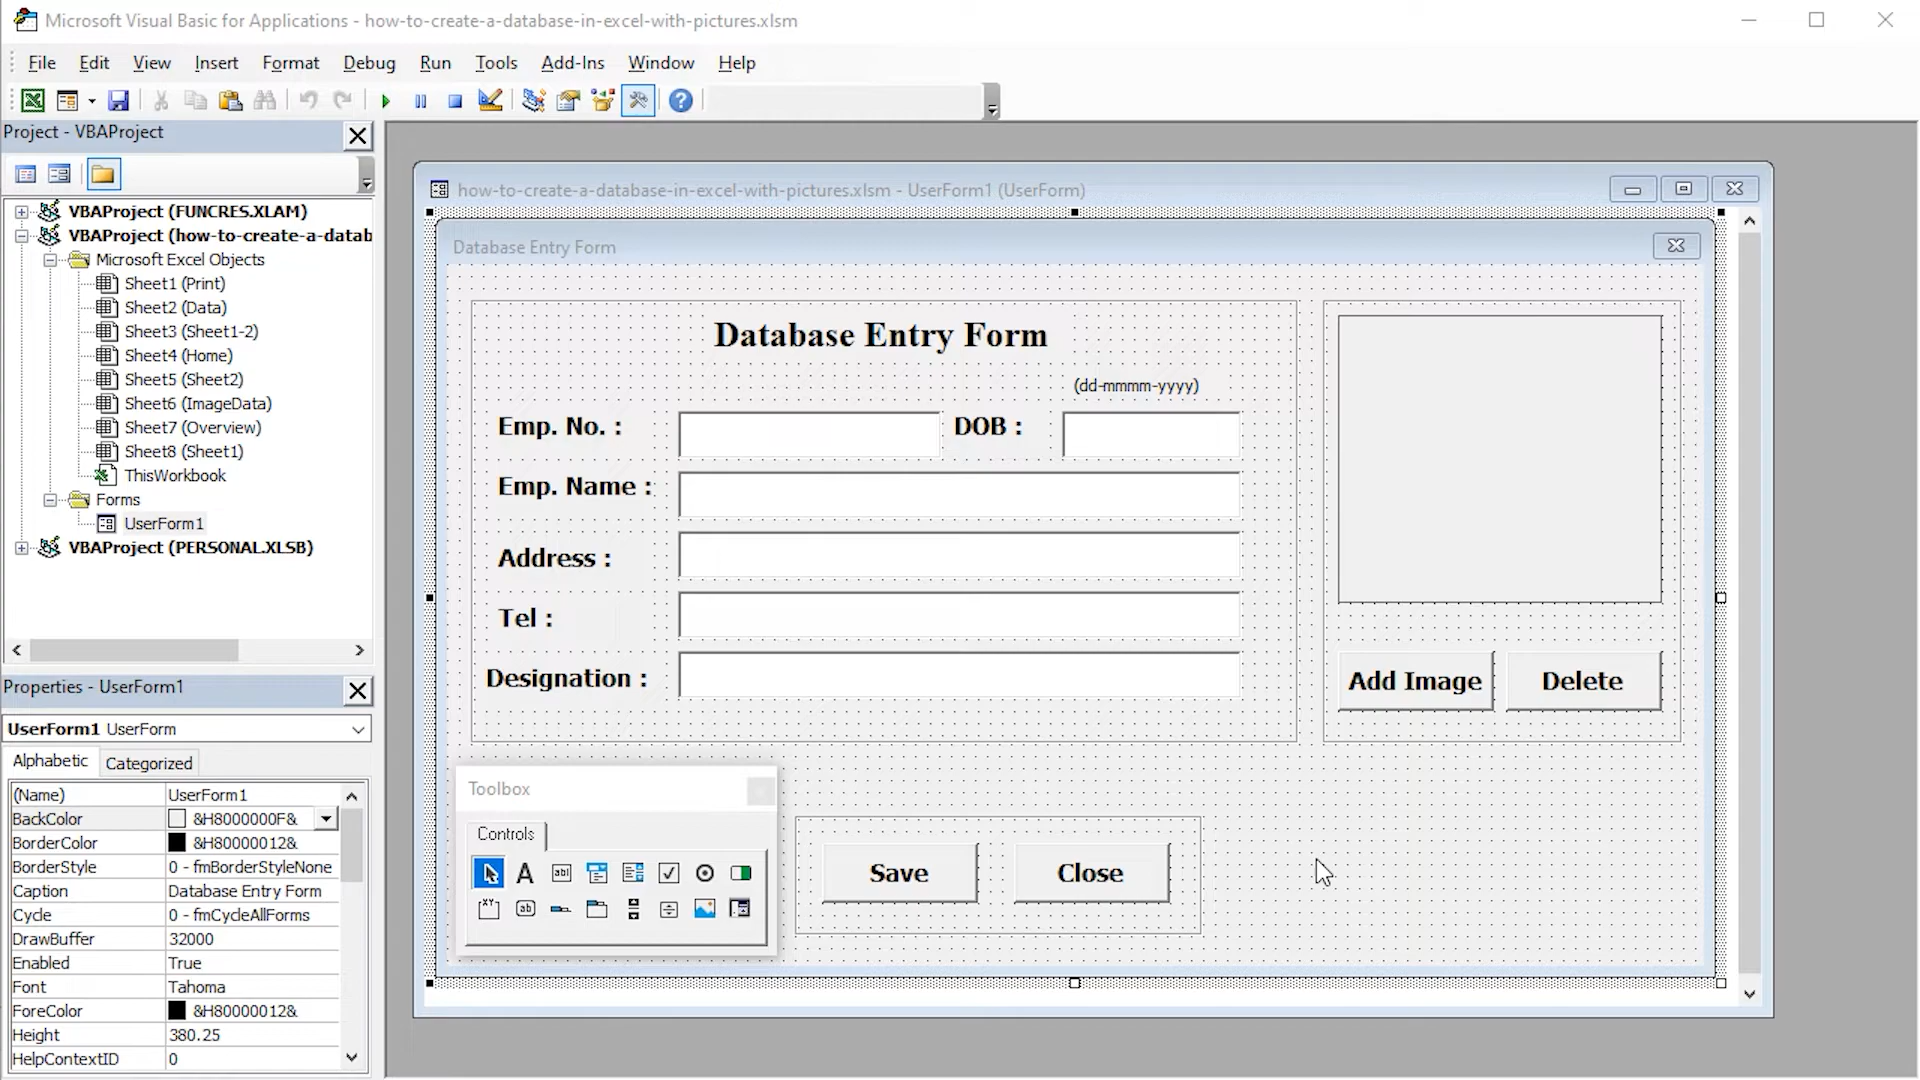 Microsoft Visual Basic for Applications - how-to-create-a-database-in-excel-with-pictures.xlsm
File Edit View Insert Format Debug Run Tools Add-Ins Window Help
Project - VBAProject
VBAProject (FUNCRES.XLAM)
VBAProject (how-to-create-a-datab
Microsoft Excel Objects
Sheet1 (Print)
Sheet2 (Data)
Sheet3 (Sheet1-2)
Sheet4 (Home)
Sheet5 (Sheet2)
Sheet6 (ImageData)
Sheet7 (Overview)
Sheet8 (Sheet1)
ThisWorkbook
Forms
UserForm1
VBAProject (PERSONAL.XLSB)
Properties - UserForm1
UserForm1 UserForm
Alphabetic Categorized
(Name) UserForm1
BackColor &H8000000F&
BorderColor &H80000012&
BorderStyle 0 - fmBorderStyleNone
Caption Database Entry Form
Cycle 0 - fmCycleAllForms
DrawBuffer 32000
Enabled True
Font Tahoma
ForeColor &H80000012&
Height 380.25
HelpContextID 0
how-to-create-a-database-in-excel-with-pictures.xlsm - UserForm1 (UserForm)
Database Entry Form
Database Entry Form
(dd-mmmm-yyyy)
Emp. No. : DOB :
Emp. Name :
Address :
Tel :
Designation :
Add Image Delete
Toolbox
Controls
A abl
XY ab
Save Close